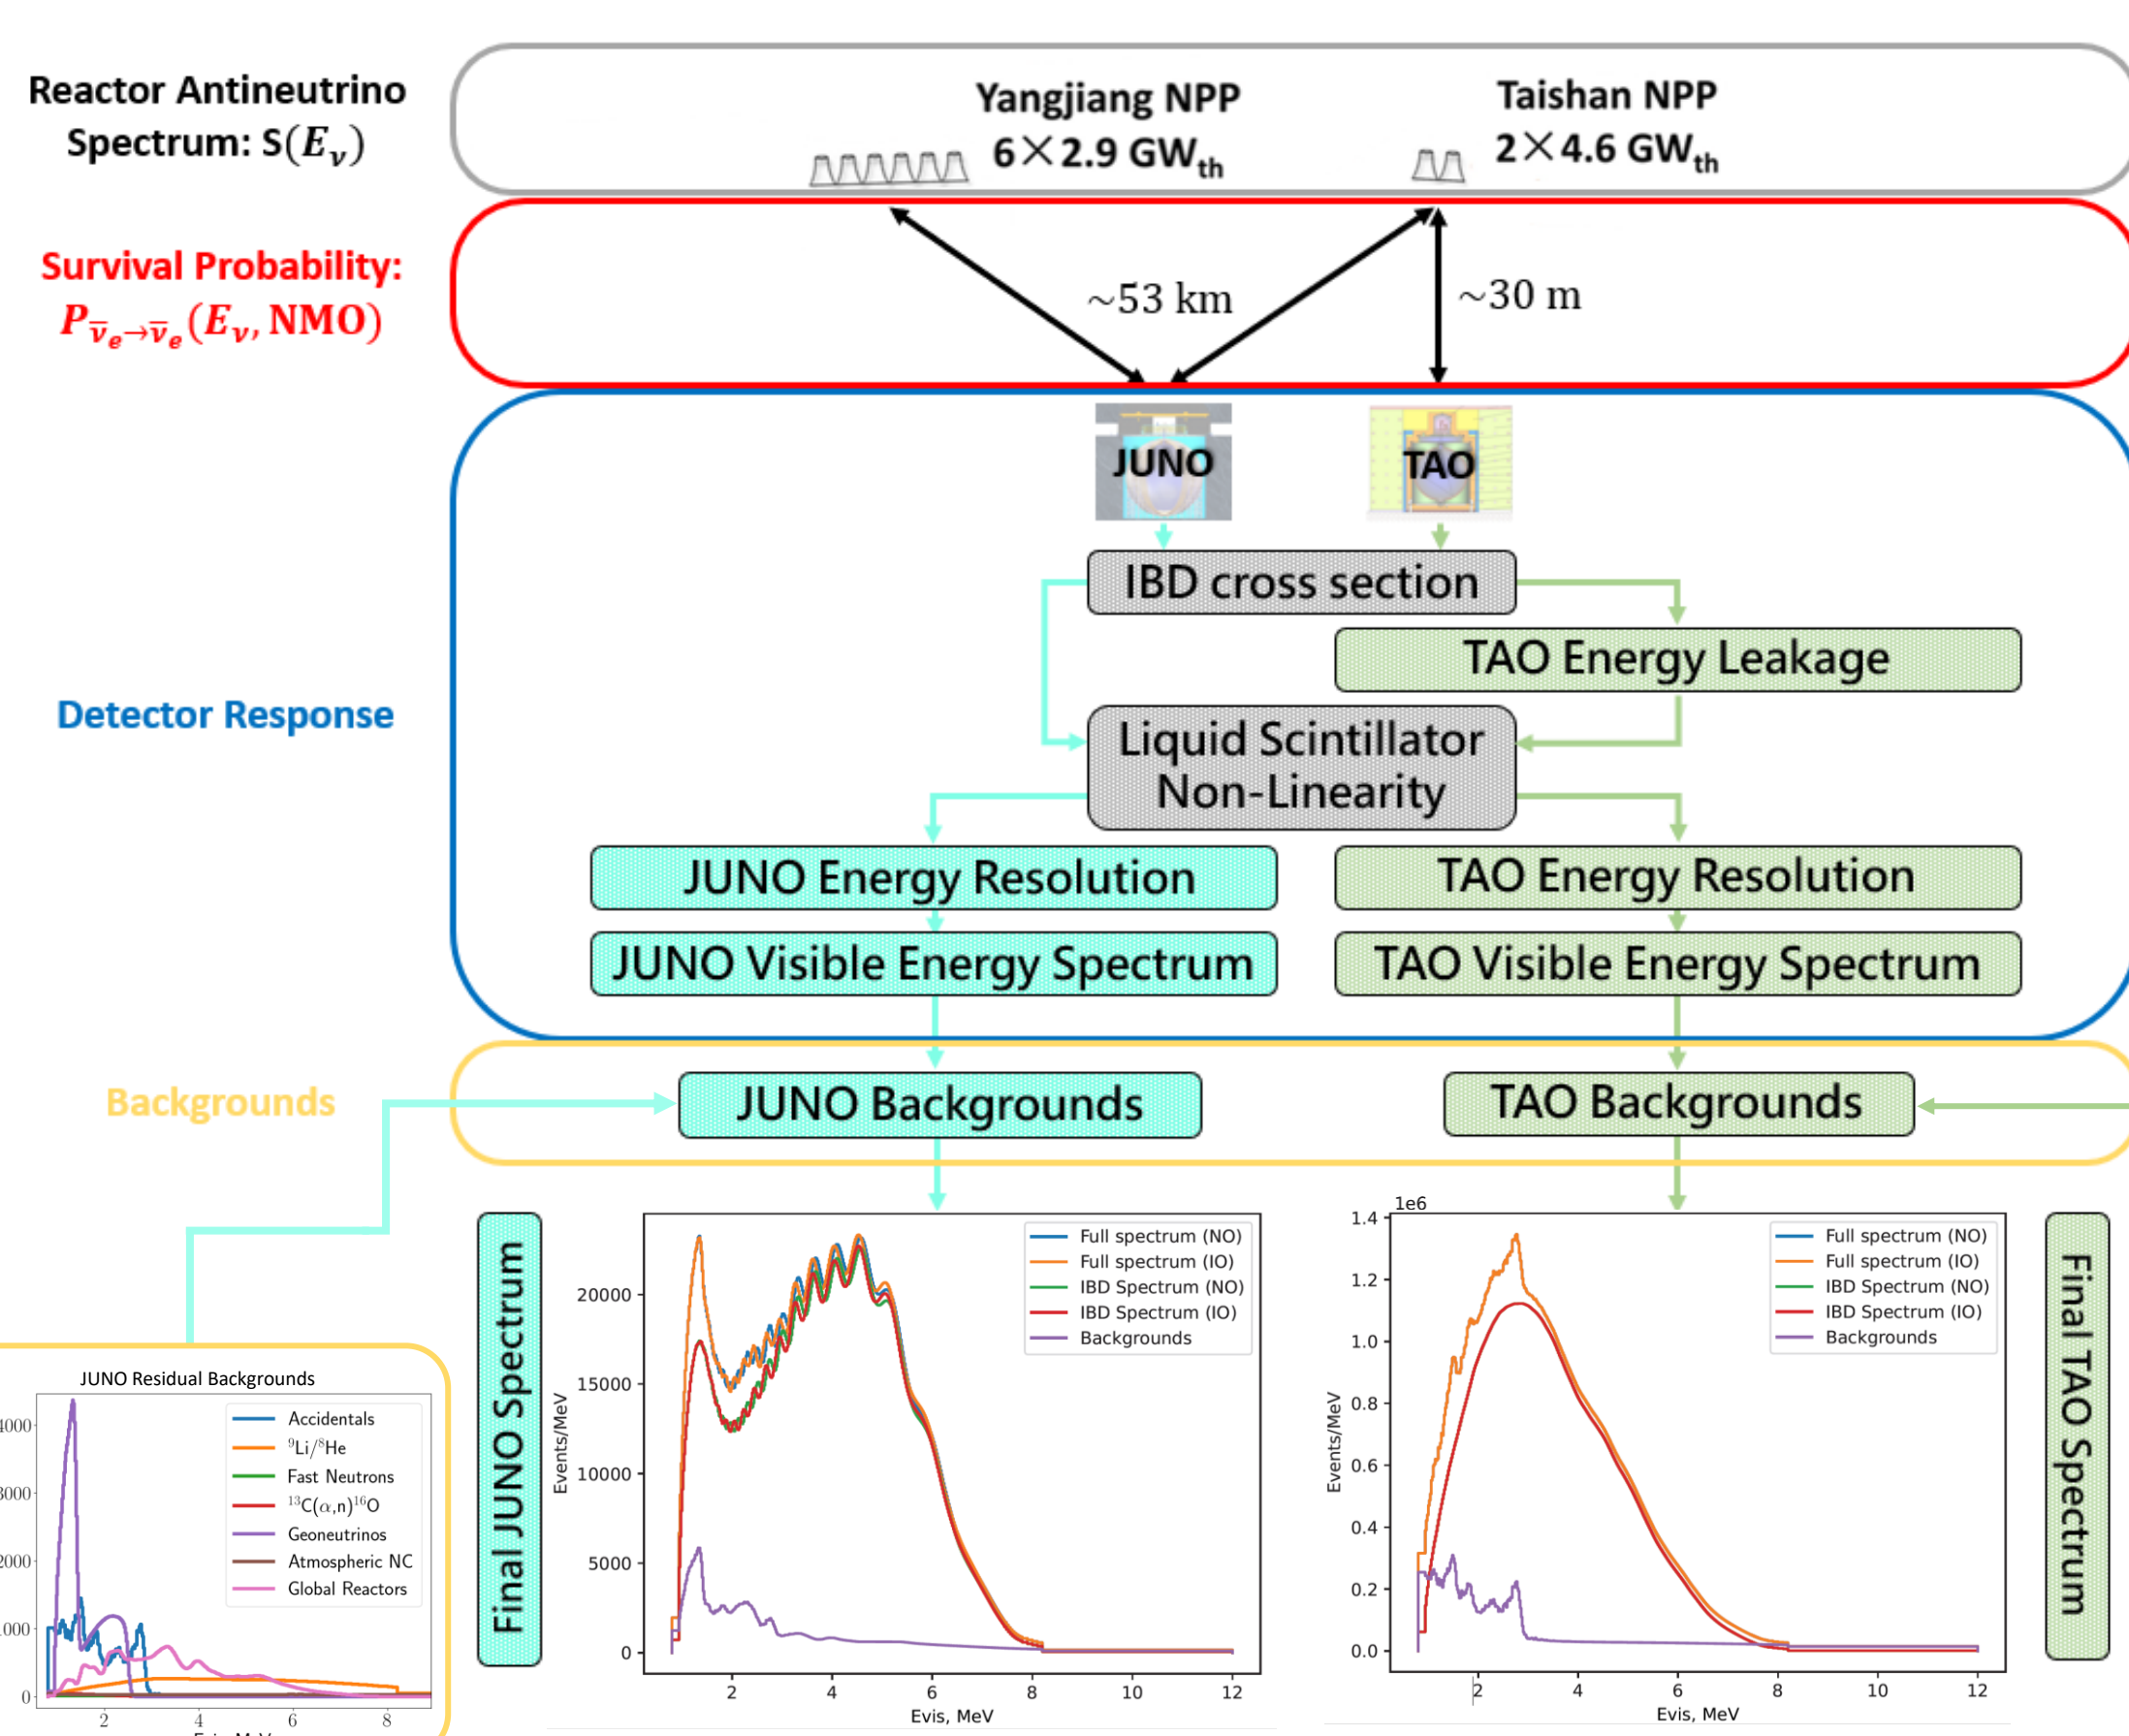 Reactor Antineutrino
Spectrum: S(E_ν)
Yangjiang NPP
6×2.9 GW_th
Taishan NPP
2×4.6 GW_th
Survival Probability:
P_ν̅e→ν̅e(E_ν, NMO)
~53 km
~30 m
Detector Response
JUNO
TAO
IBD cross section
TAO Energy Leakage
Liquid Scintillator
Non-Linearity
JUNO Energy Resolution
TAO Energy Resolution
JUNO Visible Energy Spectrum
TAO Visible Energy Spectrum
Backgrounds
JUNO Backgrounds
TAO Backgrounds
JUNO Residual Backgrounds
Accidentals
⁹Li/⁸He
Fast Neutrons
¹³C(α,n)¹⁶O
Geoneutrinos
Atmospheric NC
Global Reactors
4000
3000
2000
1000
0
2 4 6 8
Final JUNO Spectrum
Events/MeV
20000
15000
10000
5000
0
Full spectrum (NO)
Full spectrum (IO)
IBD Spectrum (NO)
IBD Spectrum (IO)
Backgrounds
2 4 6 8 10 12
Evis, MeV
1e6
Events/MeV
1.4
1.2
1.0
0.8
0.6
0.4
0.2
0.0
Full spectrum (NO)
Full spectrum (IO)
IBD Spectrum (NO)
IBD Spectrum (IO)
Backgrounds
2 4 6 8 10 12
Evis, MeV
Final TAO Spectrum